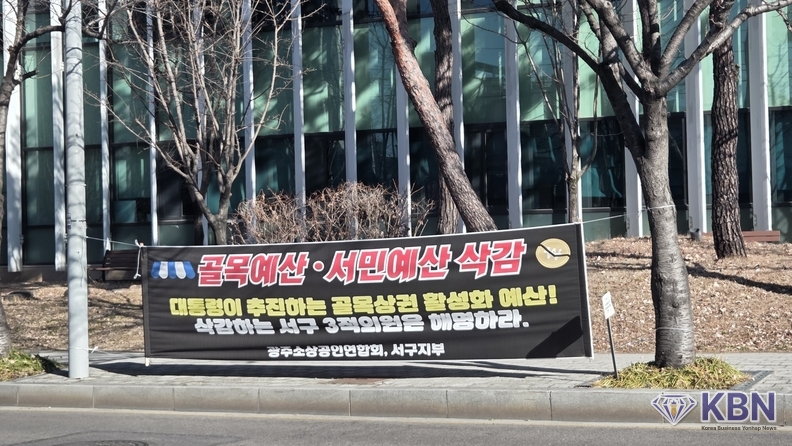 골목예산·서민예산 삭감
대통령이 추진하는 골목상권 활성화 예산!
삭감하는 서구 3적의원은 해명하라.
광주소상공인연합회, 서구지부
KBN
Korea Business Yonhap News